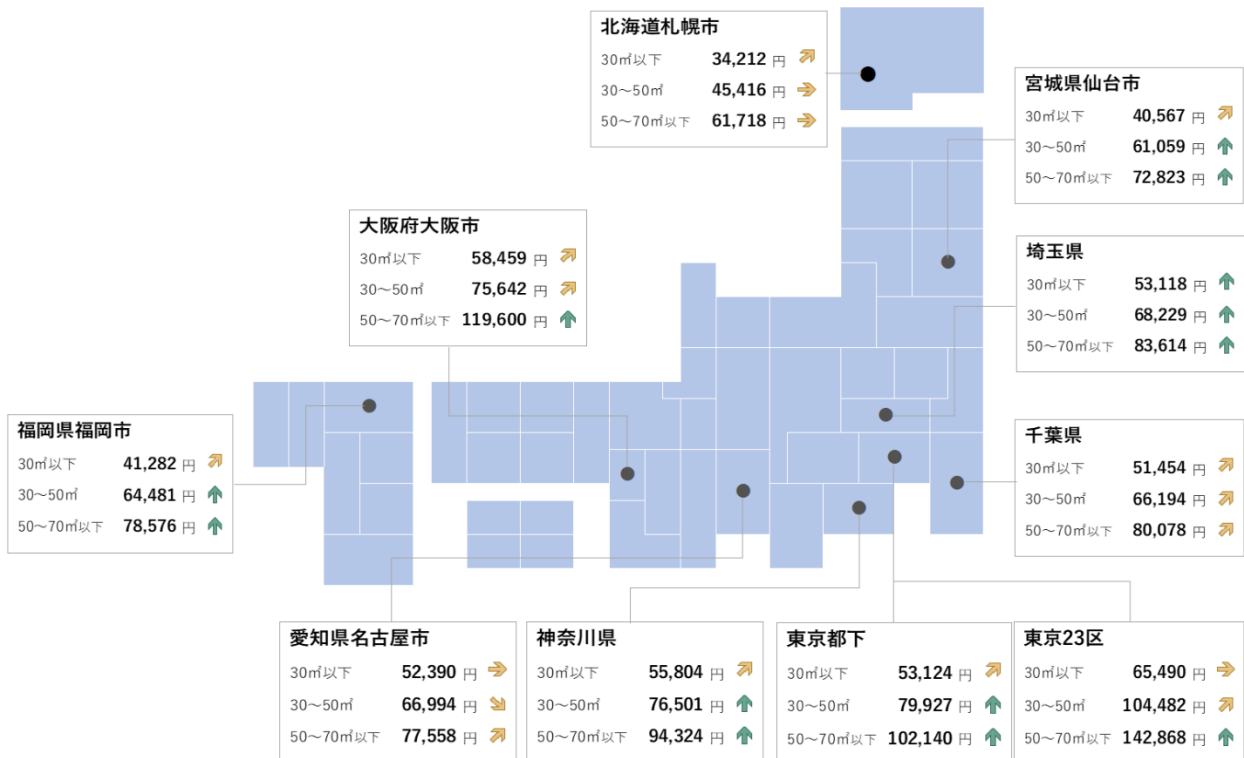 北海道札幌市
30㎡以下 34,212 円
30～50㎡ 45,416 円
50～70㎡以下 61,718 円
宮城県仙台市
30㎡以下 40,567 円
30～50㎡ 61,059 円
50～70㎡以下 72,823 円
大阪府大阪市
30㎡以下 58,459 円
30～50㎡ 75,642 円
50～70㎡以下 119,600 円
埼玉県
30㎡以下 53,118 円
30～50㎡ 68,229 円
50～70㎡以下 83,614 円
福岡県福岡市
30㎡以下 41,282 円
30～50㎡ 64,481 円
50～70㎡以下 78,576 円
千葉県
30㎡以下 51,454 円
30～50㎡ 66,194 円
50～70㎡以下 80,078 円
愛知県名古屋市
30㎡以下 52,390 円
30～50㎡ 66,994 円
50～70㎡以下 77,558 円
神奈川県
30㎡以下 55,804 円
30～50㎡ 76,501 円
50～70㎡以下 94,324 円
東京都下
30㎡以下 53,124 円
30～50㎡ 79,927 円
50～70㎡以下 102,140 円
東京23区
30㎡以下 65,490 円
30～50㎡ 104,482 円
50～70㎡以下 142,868 円